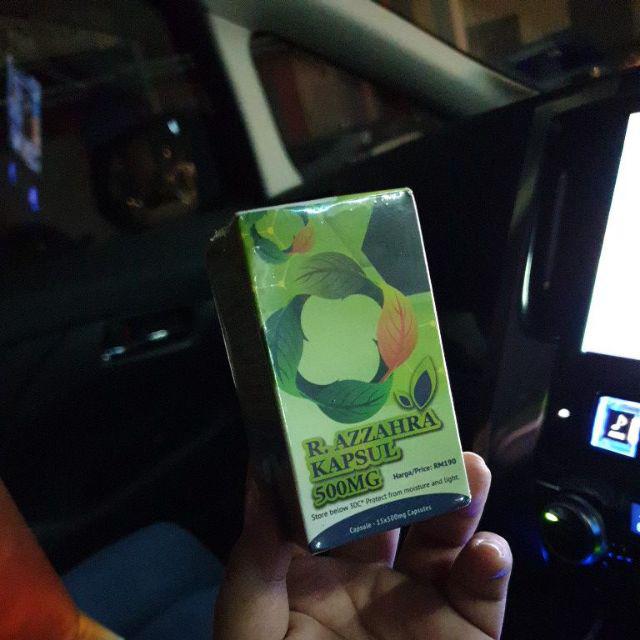 R. AZZAHRA
KAPSUL
500MG
Harga/Price: RM190
Store below 30C° Protect from moisture and light.
Capsule - 15x500mg Capsules